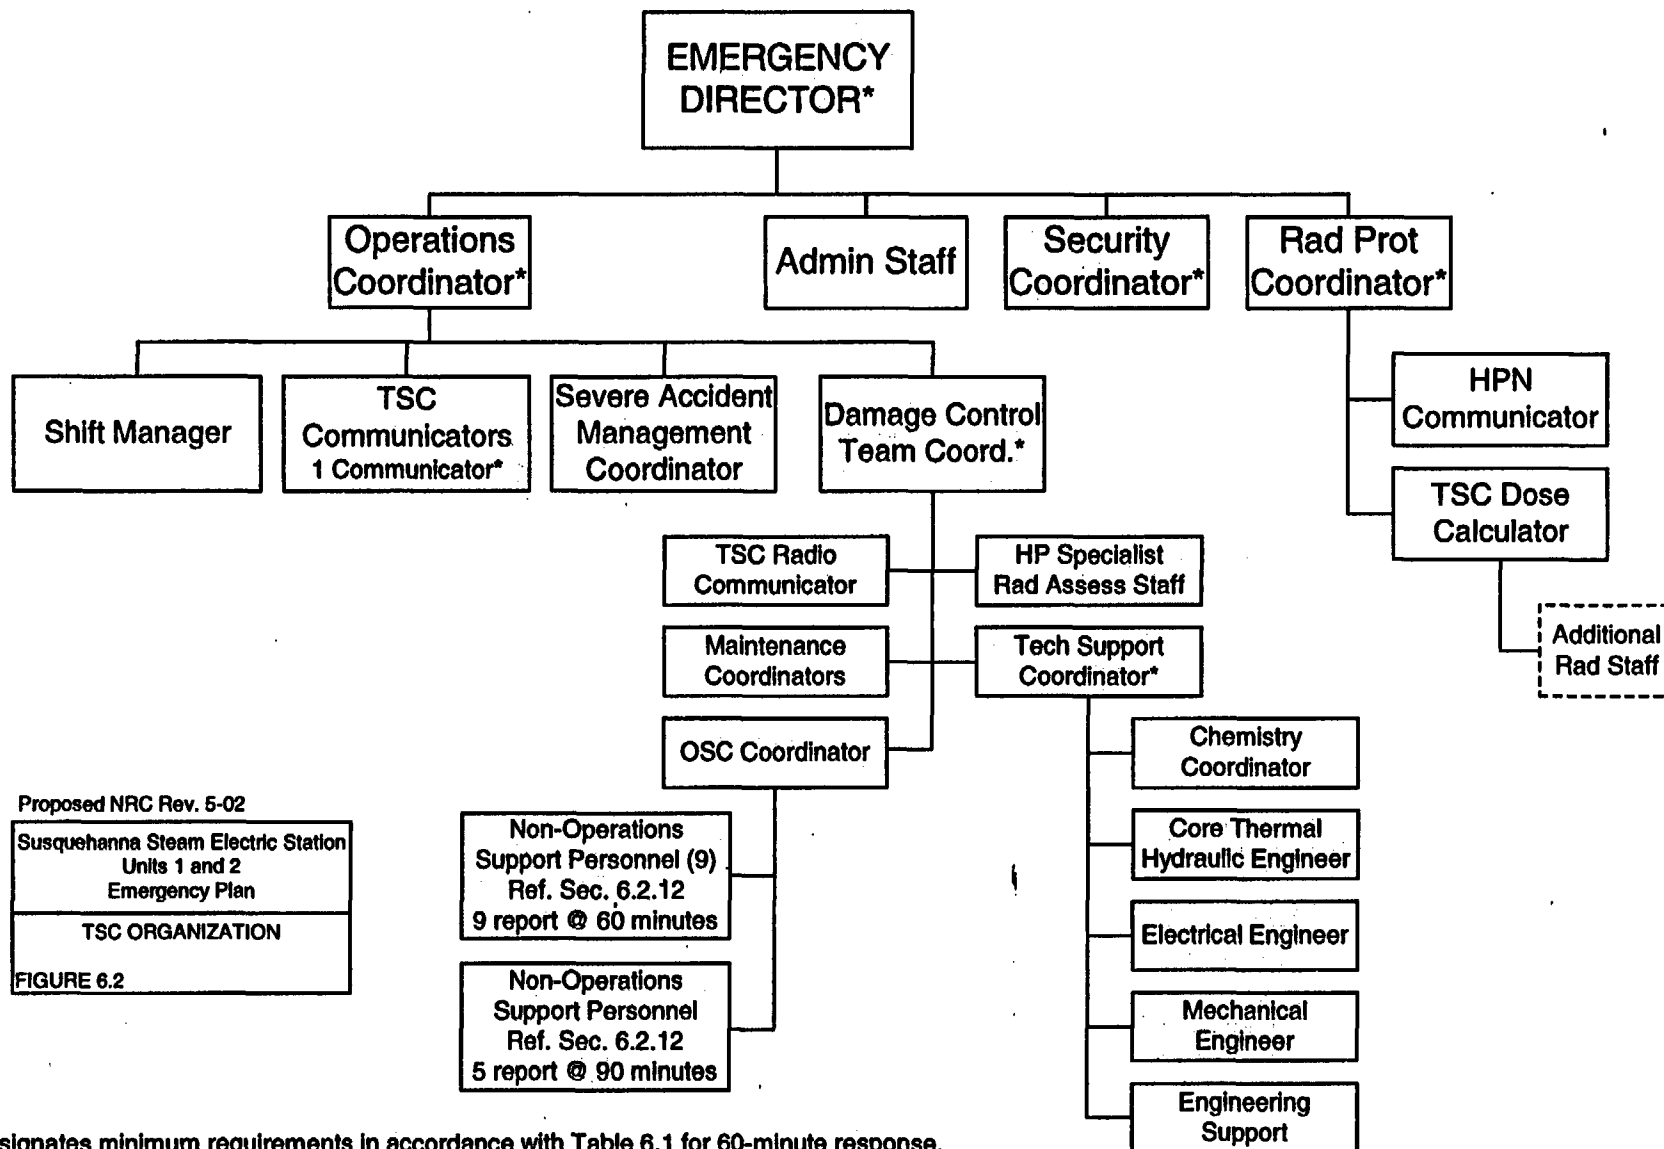 EMERGENCY
DIRECTOR*
Operations
Coordinator*
Admin Staff
Security
Coordinator*
Rad Prot
Coordinator*
Shift Manager
TSC
Communicators
1 Communicator*
Severe Accident
Management
Coordinator
Damage Control
Team Coord.*
HPN
Communicator
TSC Dose
Calculator
Additional
Rad Staff
TSC Radio
Communicator
HP Specialist
Rad Assess Staff
Maintenance
Coordinators
Tech Support
Coordinator*
OSC Coordinator
Chemistry
Coordinator
Core Thermal
Hydraulic Engineer
Electrical Engineer
Mechanical
Engineer
Engineering
Support
Non-Operations
Support Personnel (9)
Ref. Sec. 6.2.12
9 report @ 60 minutes
Non-Operations
Support Personnel
Ref. Sec. 6.2.12
5 report @ 90 minutes
Proposed NRC Rev. 5-02
Susquehanna Steam Electric Station
Units 1 and 2
Emergency Plan
TSC ORGANIZATION
FIGURE 6.2
signates minimum requirements in accordance with Table 6.1 for 60-minute response.